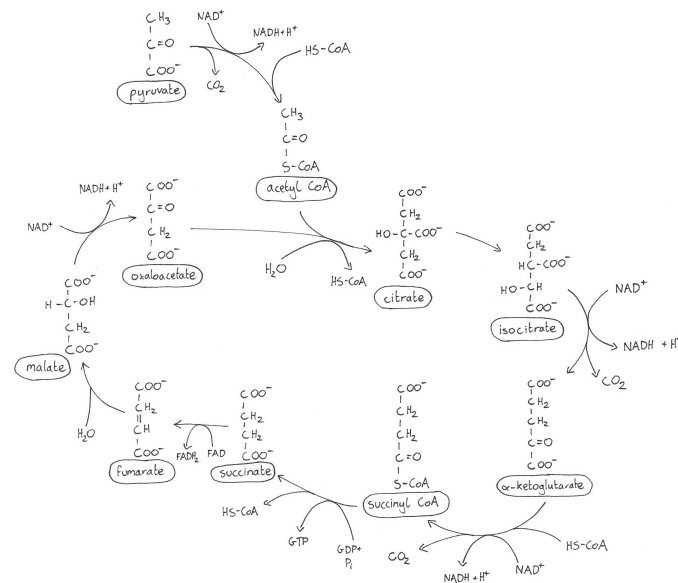 CH3
C=O
COO⁻
pyruvate
NAD⁺
NADH+H⁺
CO2
HS-CoA
CH3
C=O
S-CoA
acetyl CoA
NADH+H⁺
NAD⁺
COO⁻
C=O
CH2
COO⁻
oxaloacetate
H2O
HS-CoA
COO⁻
CH2
HO-C-COO⁻
CH2
COO⁻
citrate
COO⁻
CH2
H C-COO⁻
HO-CH
COO⁻
isocitrate
NAD⁺
NADH + H⁺
CO2
COO⁻
H-C-OH
CH2
COO⁻
malate
H2O
COO⁻
CH2
CH
COO⁻
fumarate
FADH2
FAD
COO⁻
CH2
CH2
COO⁻
succinate
HS-CoA
GTP
GDP+
Pi
COO⁻
CH2
CH2
C=O
S-CoA
succinyl CoA
COO⁻
CH2
CH2
C=O
COO⁻
α-ketoglutarate
CO2
NADH + H⁺
NAD⁺
HS-CoA